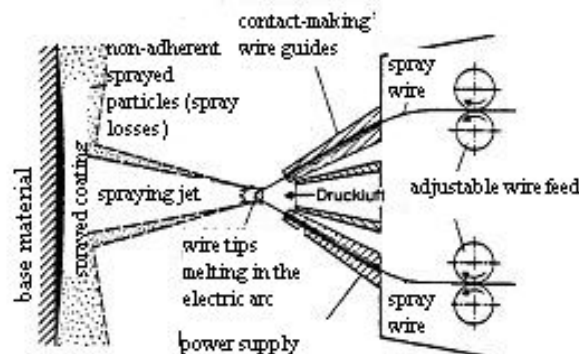 contact-making
wire guides
non-adherent
sprayed
particles (spray
losses)
spray
wire
base material
sprayed coating
spraying jet
Druckluft
adjustable wire feed
wire tips
melting in the
electric arc
spray
wire
power supply